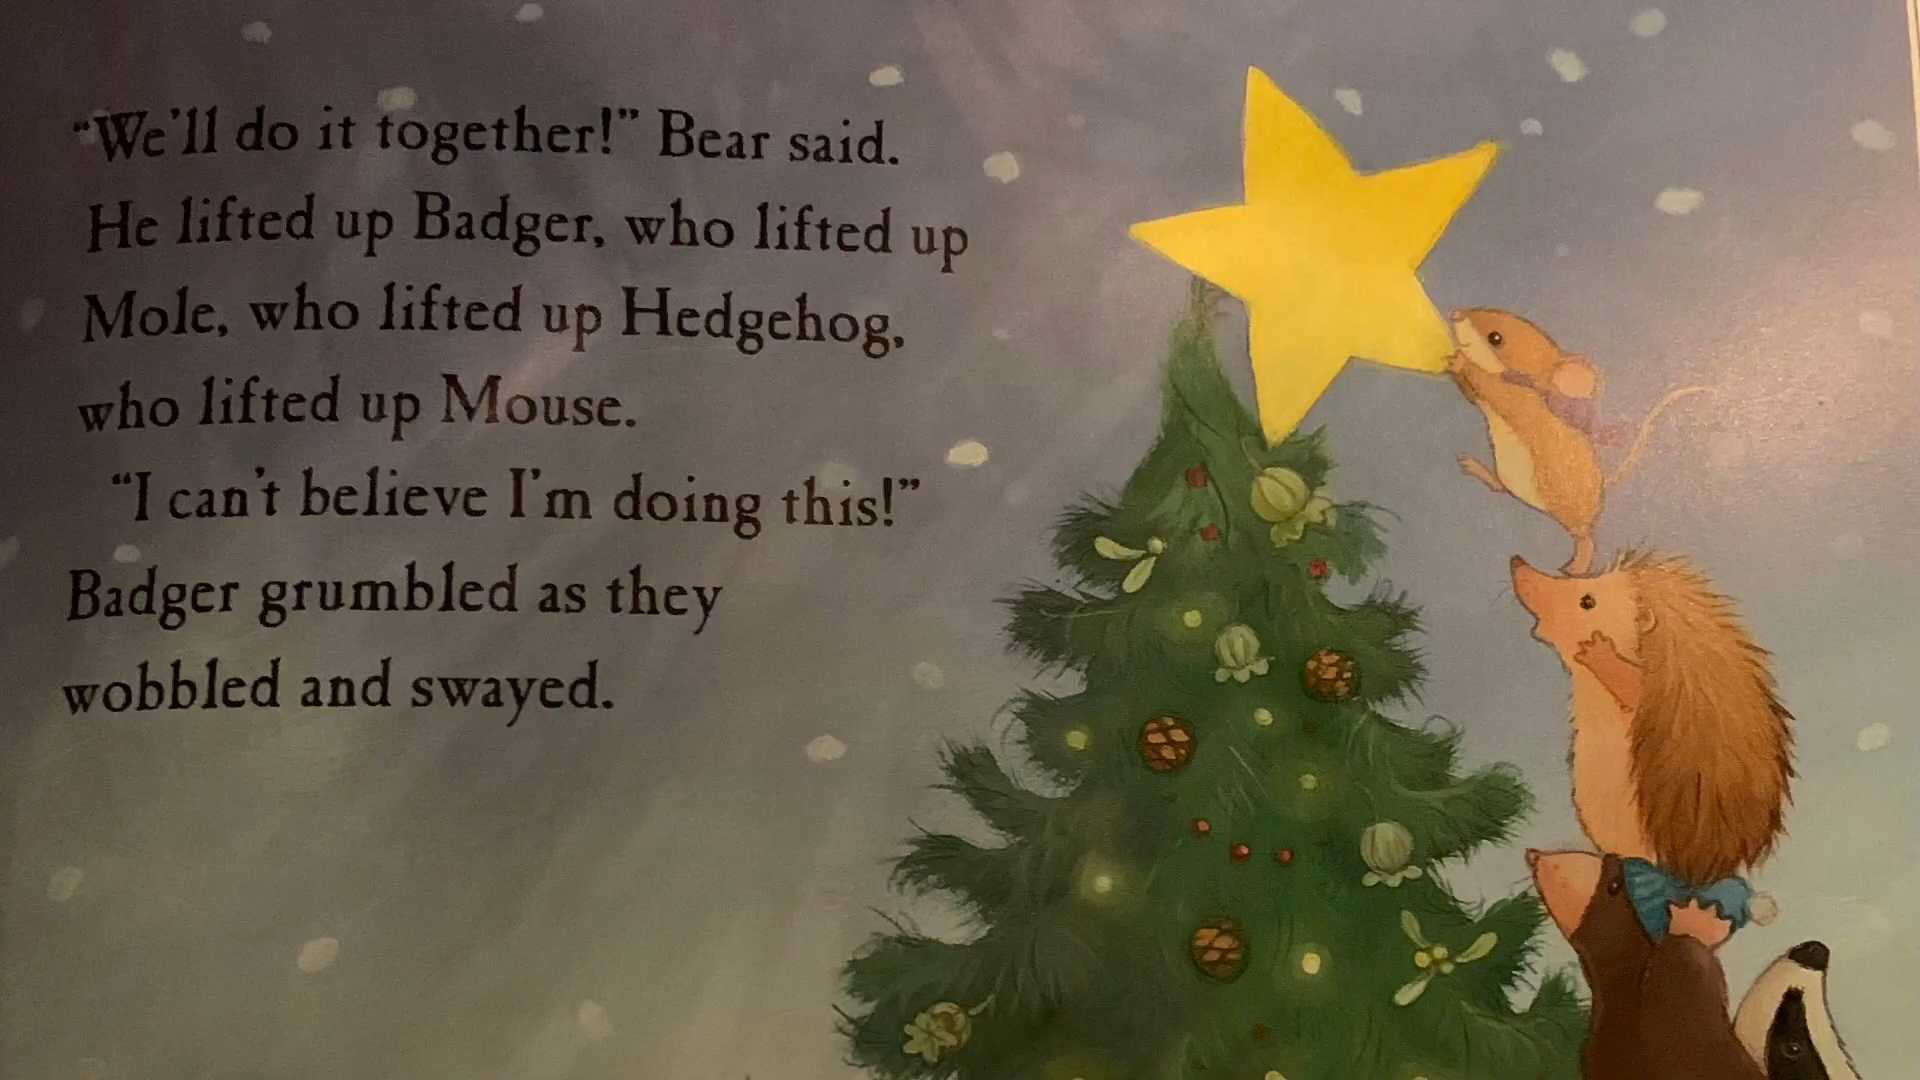 “We’ll do it together!” Bear said.
He lifted up Badger, who lifted up
Mole, who lifted up Hedgehog,
who lifted up Mouse.
“I can’t believe I’m doing this!”
Badger grumbled as they
wobbled and swayed.